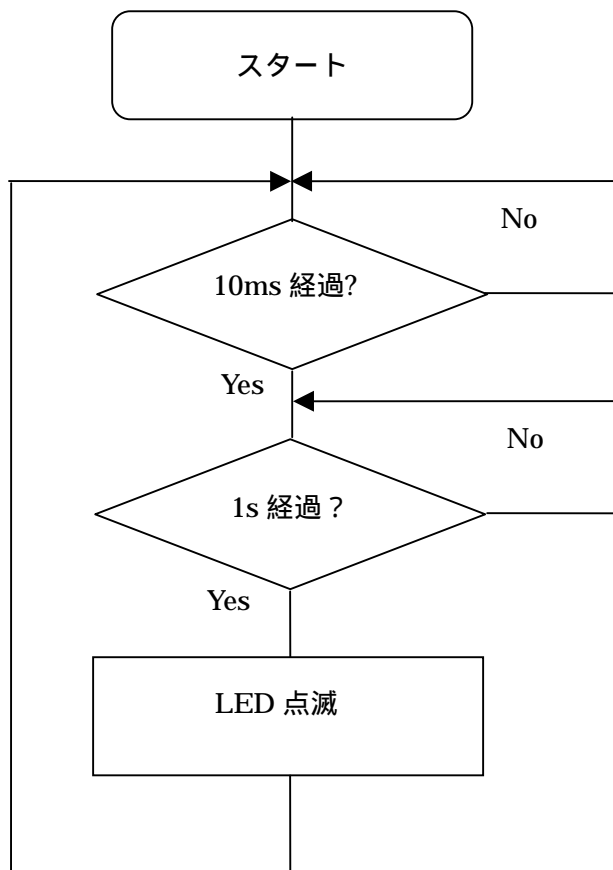 スタート
No
10ms 経過?
Yes
No
1s 経過？
Yes
LED 点滅